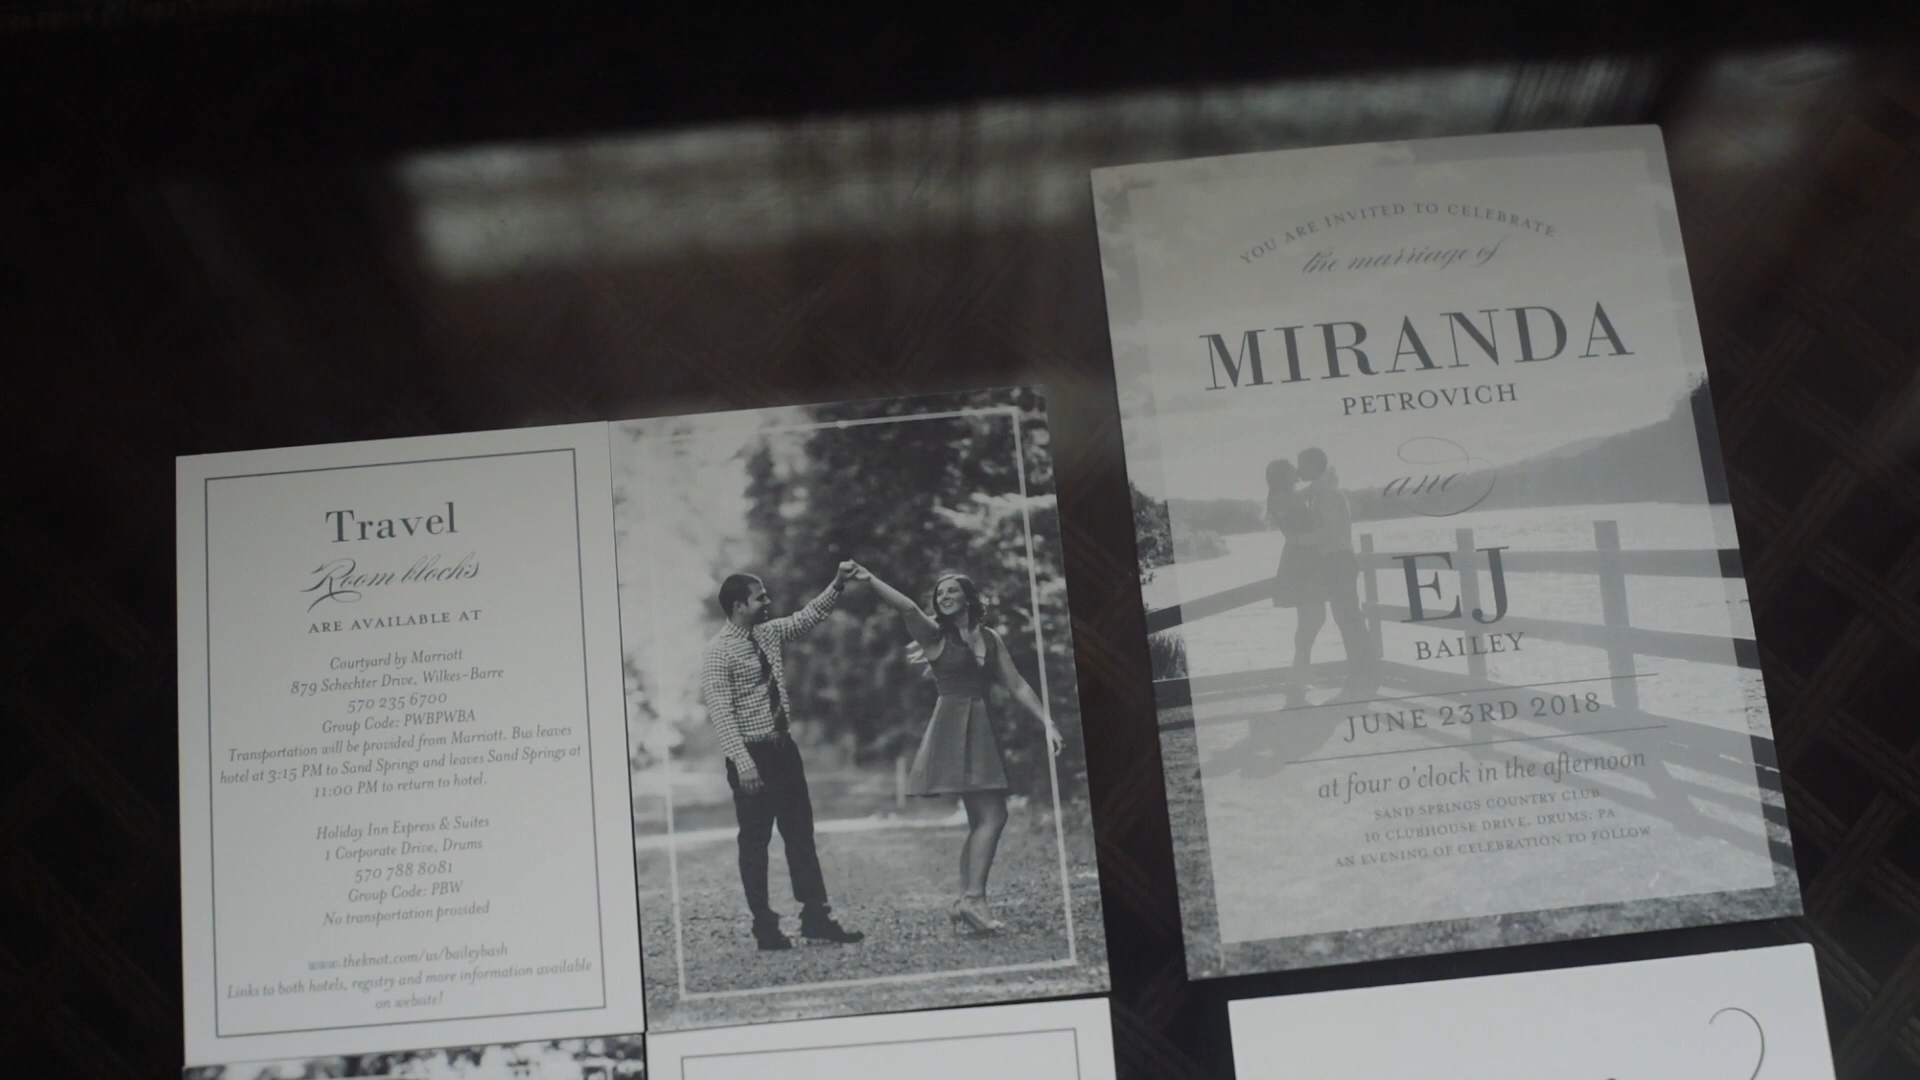 Travel
Room blocks
ARE AVAILABLE AT
Courtyard by Marriott
879 Schechter Drive, Wilkes-Barre
570 235 6700
Group Code: PWBPWBA
Transportation will be provided from Marriott. Bus leaves
hotel at 3:15 PM to Sand Springs and leaves Sand Springs at
11:00 PM to return to hotel.
Holiday Inn Express & Suites
1 Corporate Drive, Drums
570 788 8081
Group Code: PBW
No transportation provided
www.theknot.com/us/baileybash
Links to both hotels, registry and more information available
on website!
YOU ARE INVITED TO CELEBRATE
the marriage of
MIRANDA
PETROVICH
and
EJ
BAILEY
JUNE 23RD 2018
at four o'clock in the afternoon
SAND SPRINGS COUNTRY CLUB
10 CLUBHOUSE DRIVE, DRUMS, PA
AN EVENING OF CELEBRATION TO FOLLOW